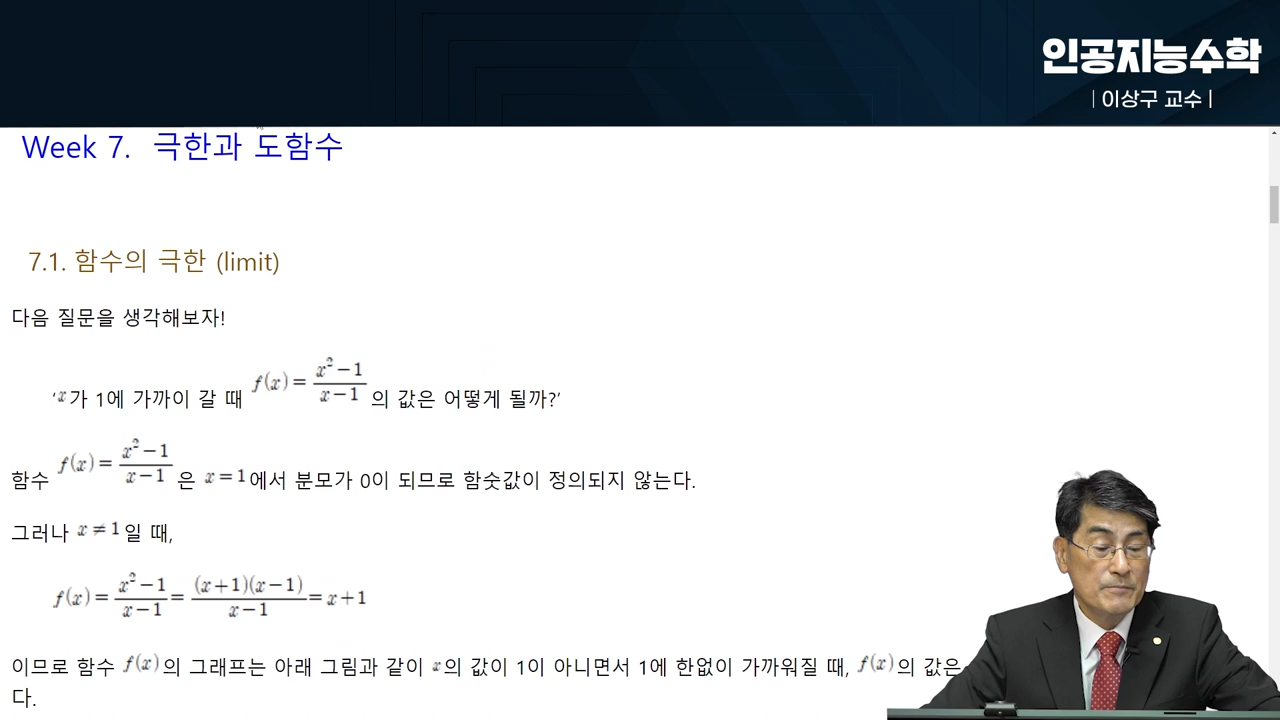 인공지능수학
| 이상구 교수 |
Week 7. 극한과 도함수
7.1. 함수의 극한 (limit)
다음 질문을 생각해보자!
‘x가 1에 가까이 갈 때 f(x) = (x² − 1)/(x − 1) 의 값은 어떻게 될까?’
함수 f(x) = (x² − 1)/(x − 1) 은 x = 1에서 분모가 0이 되므로 함숫값이 정의되지 않는다.
그러나 x ≠ 1일 때,
f(x) = (x² − 1)/(x − 1) = (x+1)(x−1)/(x − 1) = x + 1
이므로 함수 f(x)의 그래프는 아래 그림과 같이 x의 값이 1이 아니면서 1에 한없이 가까워질 때, f(x)의 값은
다.